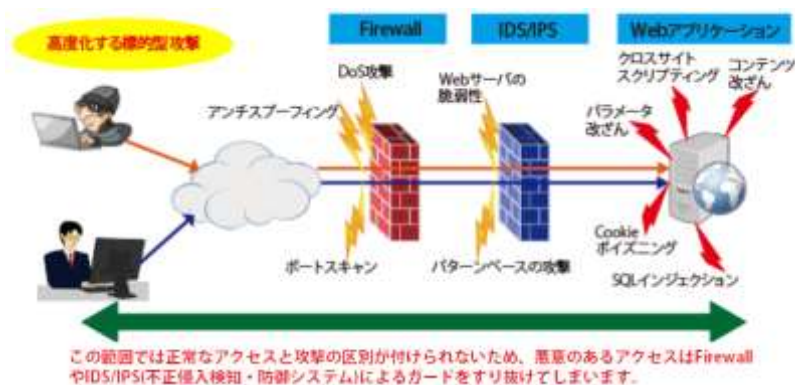 高度化する標的型攻撃
Firewall
IDS/IPS
Webアプリケーション
DoS攻撃
アンチスプーフィング
Webサーバの
脆弱性
クロスサイト
スクリプティング
コンテンツ
改ざん
パラメータ
改ざん
ポートスキャン
パターンベースの攻撃
Cookie
ポイズニング
SQLインジェクション
この範囲では正常なアクセスと攻撃の区別が付けられないため、悪意のあるアクセスはFirewall
やIDS/IPS(不正侵入検知・防御システム)によるガードをすり抜けてしまいます。